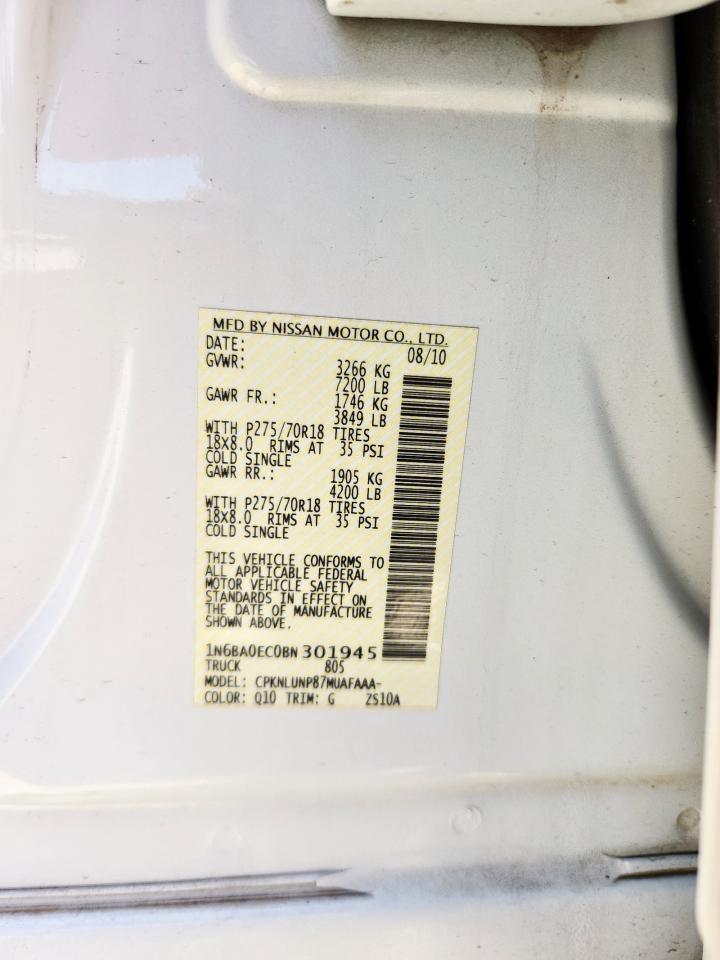 MFD BY NISSAN MOTOR CO., LTD.
DATE: 08/10
GVWR: 3266 KG
7200 LB
GAWR FR.: 1746 KG
3849 LB
WITH P275/70R18 TIRES
18X8.0 RIMS AT 35 PSI
COLD SINGLE
GAWR RR.: 1905 KG
4200 LB
WITH P275/70R18 TIRES
18X8.0 RIMS AT 35 PSI
COLD SINGLE
THIS VEHICLE CONFORMS TO
ALL APPLICABLE FEDERAL
MOTOR VEHICLE SAFETY
STANDARDS IN EFFECT ON
THE DATE OF MANUFACTURE
SHOWN ABOVE.
1N6BA0EC0BN 301945
TRUCK 805
MODEL: CPKNLUNP87MUAFAAA-
COLOR: Q10 TRIM: G ZS10A